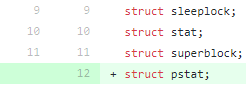 9 9 struct sleeplock;
10 10 struct stat;
11 11 struct superblock;
12 + struct pstat;